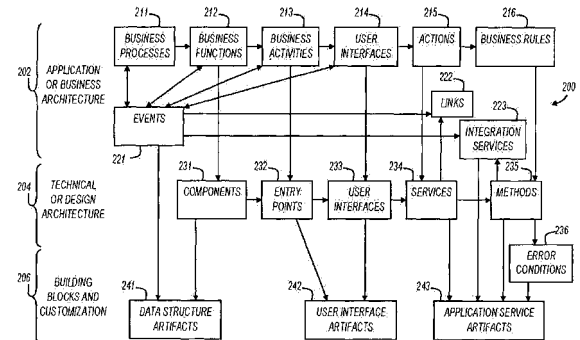 211
212
213
214
215
216
BUSINESS PROCESSES
BUSINESS FUNCTIONS
BUSINESS ACTIVITIES
USER INTERFACES
ACTIONS
BUSINESS RULES
202
APPLICATION OR BUSINESS ARCHITECTURE
222
LINKS
223
200
EVENTS
221
INTEGRATION SERVICES
231
232
233
234
235
204
TECHNICAL OR DESIGN ARCHITECTURE
COMPONENTS
ENTRY-POINTS
USER INTERFACES
SERVICES
METHODS
236
ERROR CONDITIONS
206
BUILDING BLOCKS AND CUSTOMIZATION
241
242
243
DATA STRUCTURE ARTIFACTS
USER INTERFACE ARTIFACTS
APPLICATION SERVICE ARTIFACTS